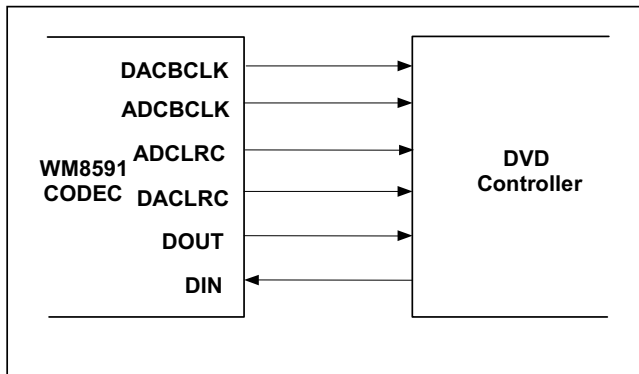 DACBCLK
ADCBCLK
ADCLRC
WM8591
CODEC
DACLRC
DOUT
DIN
DVD
Controller